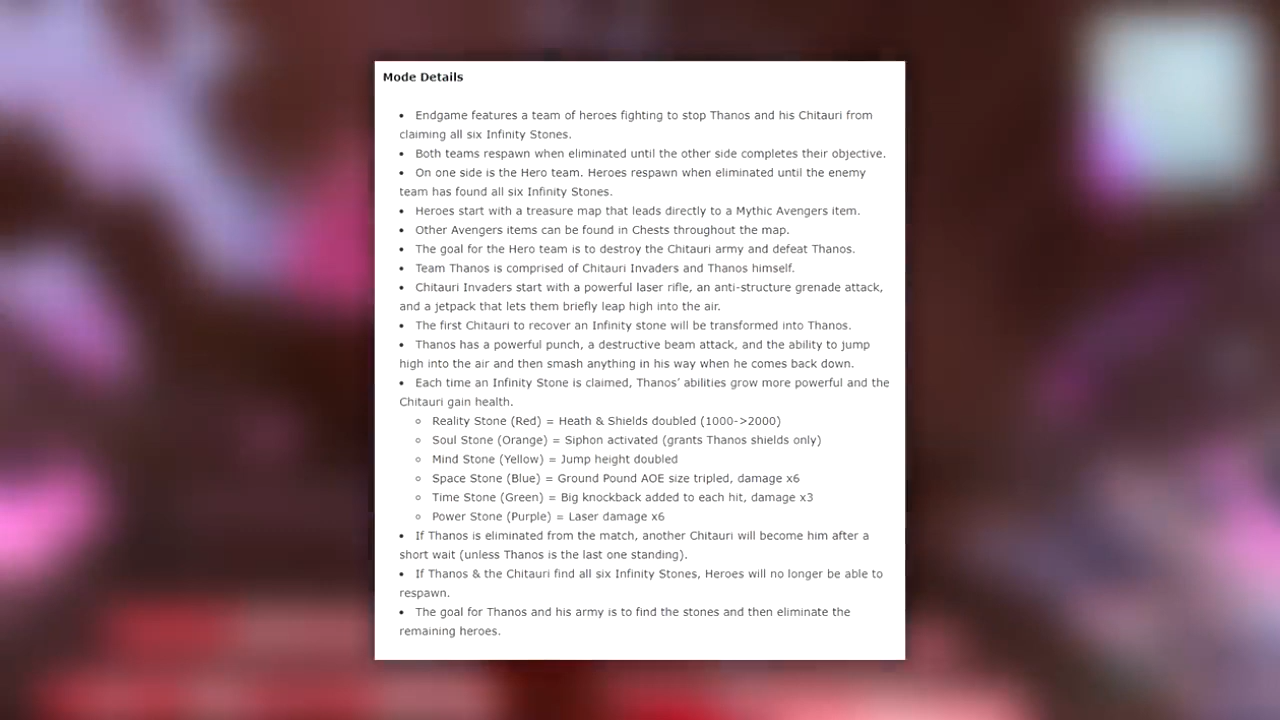 Mode Details
• Endgame features a team of heroes fighting to stop Thanos and his Chitauri from
claiming all six Infinity Stones.
• Both teams respawn when eliminated until the other side completes their objective.
• On one side is the Hero team. Heroes respawn when eliminated until the enemy
team has found all six Infinity Stones.
• Heroes start with a treasure map that leads directly to a Mythic Avengers item.
• Other Avengers items can be found in Chests throughout the map.
• The goal for the Hero team is to destroy the Chitauri army and defeat Thanos.
• Team Thanos is comprised of Chitauri Invaders and Thanos himself.
• Chitauri Invaders start with a powerful laser rifle, an anti-structure grenade attack,
and a jetpack that lets them briefly leap high into the air.
• The first Chitauri to recover an Infinity stone will be transformed into Thanos.
• Thanos has a powerful punch, a destructive beam attack, and the ability to jump
high into the air and then smash anything in his way when he comes back down.
• Each time an Infinity Stone is claimed, Thanos’ abilities grow more powerful and the
Chitauri gain health.
◦ Reality Stone (Red) = Heath & Shields doubled (1000->2000)
◦ Soul Stone (Orange) = Siphon activated (grants Thanos shields only)
◦ Mind Stone (Yellow) = Jump height doubled
◦ Space Stone (Blue) = Ground Pound AOE size tripled, damage x6
◦ Time Stone (Green) = Big knockback added to each hit, damage x3
◦ Power Stone (Purple) = Laser damage x6
• If Thanos is eliminated from the match, another Chitauri will become him after a
short wait (unless Thanos is the last one standing).
• If Thanos & the Chitauri find all six Infinity Stones, Heroes will no longer be able to
respawn.
• The goal for Thanos and his army is to find the stones and then eliminate the
remaining heroes.